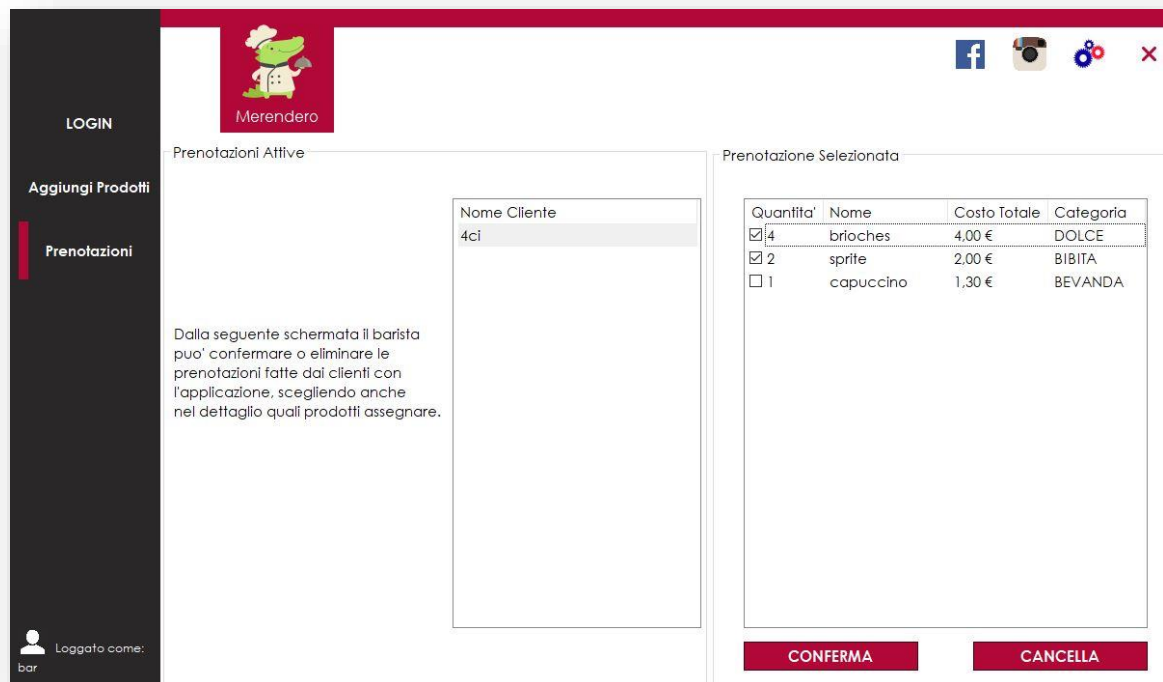 Merendero
LOGIN
Aggiungi Prodotti
Prenotazioni
Prenotazioni Attive
Dalla seguente schermata il barista
puo' confermare o eliminare le
prenotazioni fatte dai clienti con
l'applicazione, scegliendo anche
nel dettaglio quali prodotti assegnare.
Nome Cliente
4ci
Prenotazione Selezionata
Quantita' Nome Costo Totale Categoria
4 brioches 4,00 € DOLCE
2 sprite 2,00 € BIBITA
1 capuccino 1,30 € BEVANDA
CONFERMA CANCELLA
Loggato come:
bar